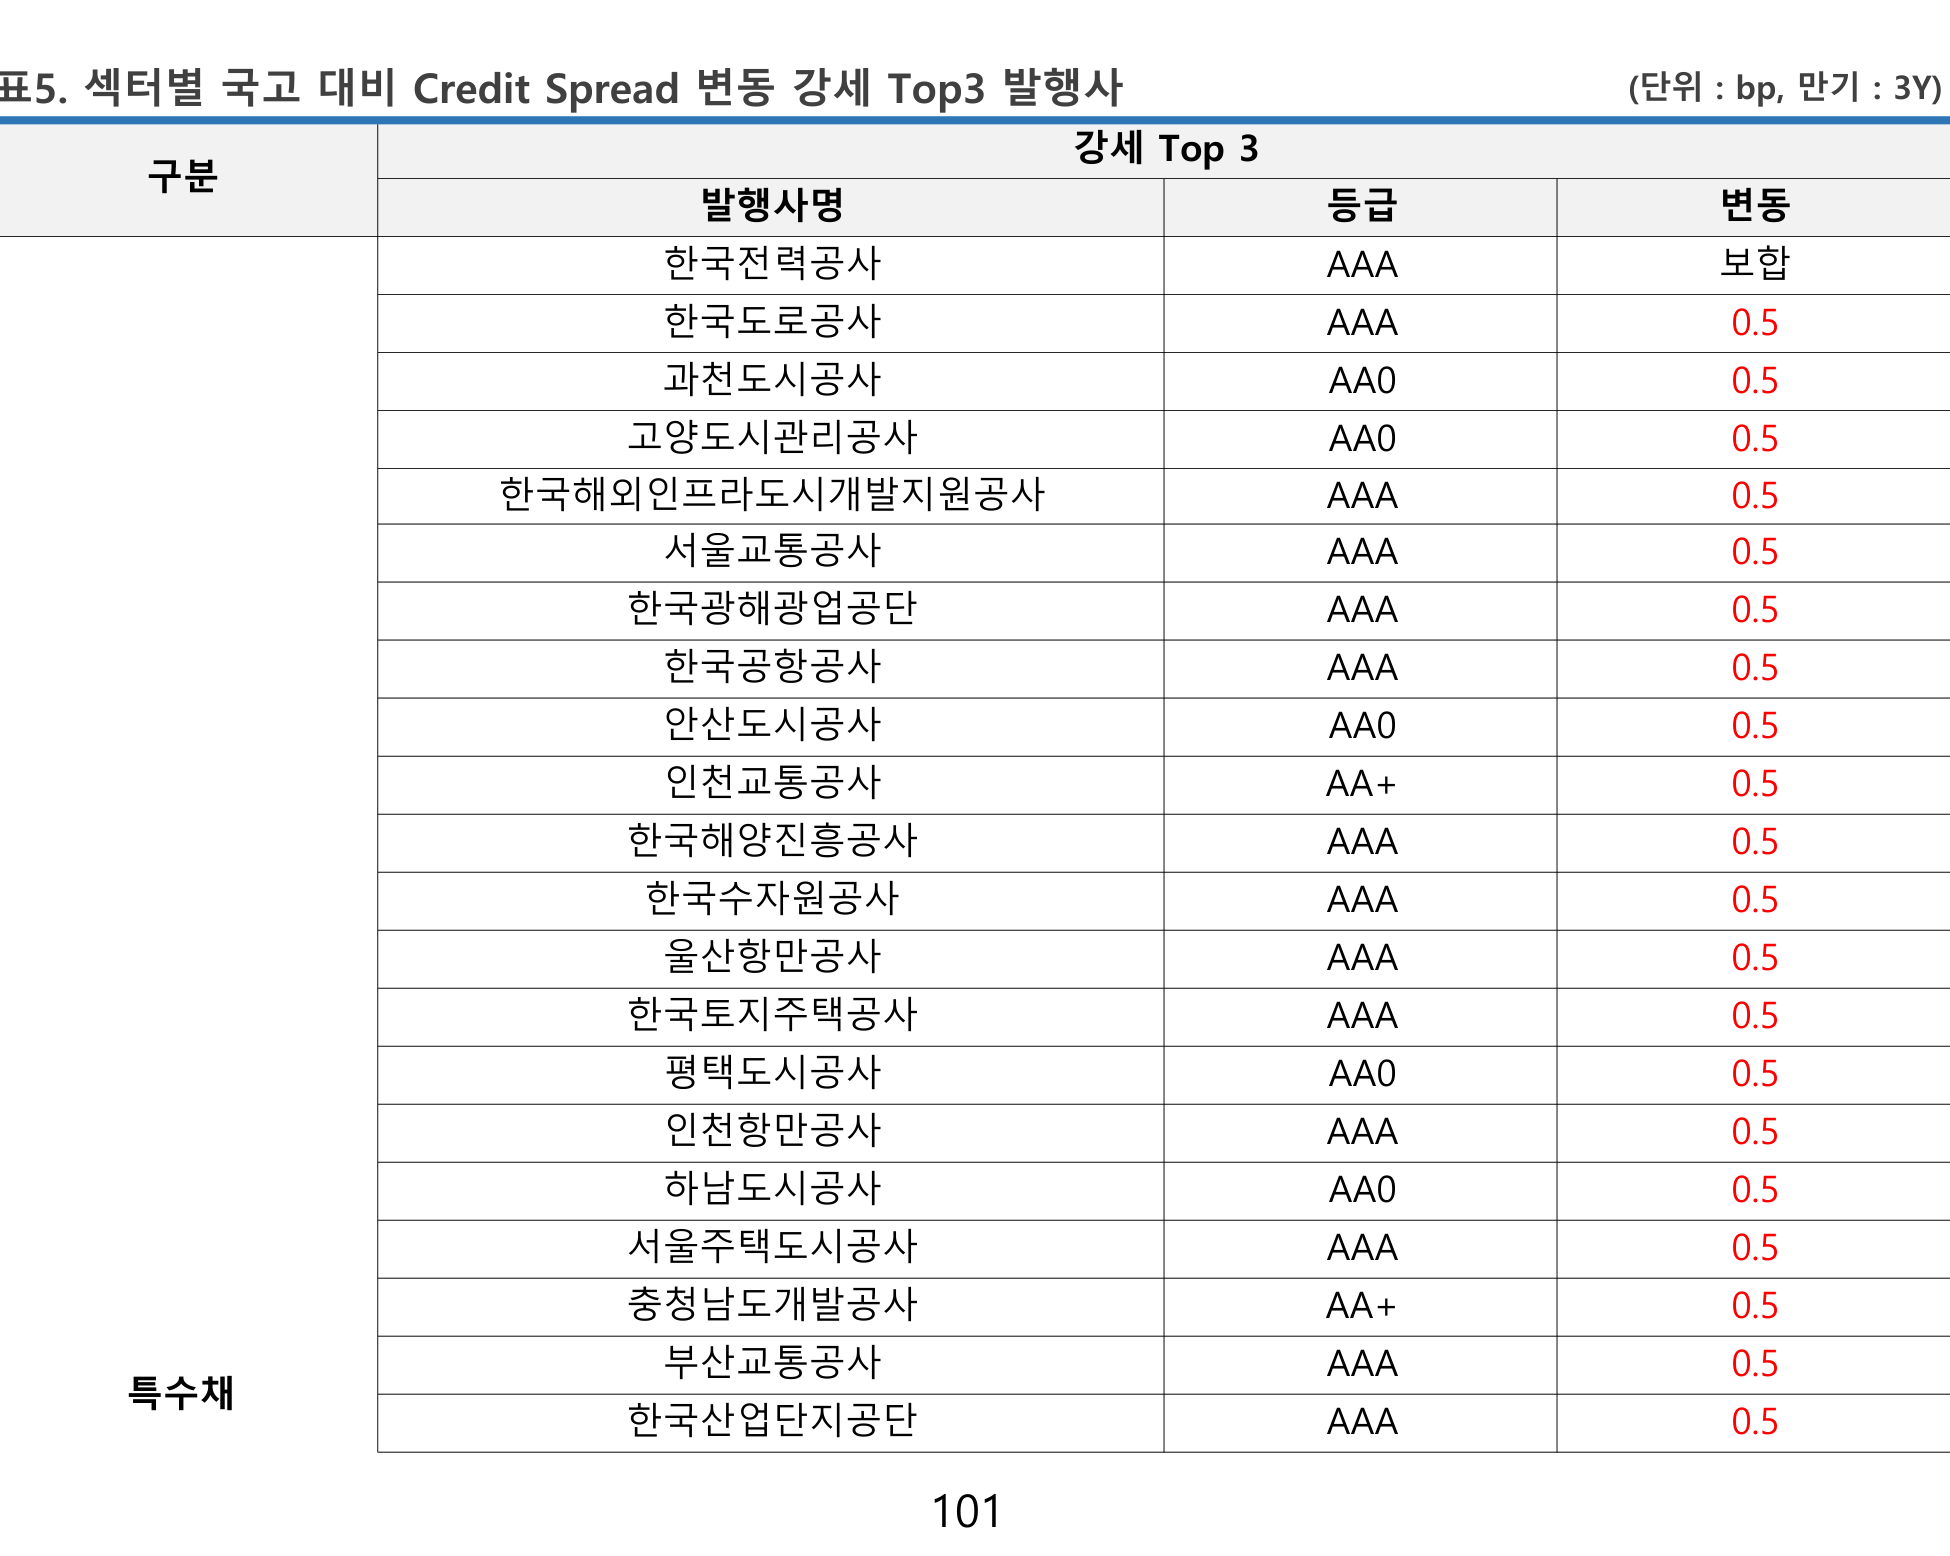 표5. 섹터별 국고 대비 Credit Spread 변동 강세 Top3 발행사 (단위 : bp, 만기 : 3Y)
구분 강세 Top 3
발행사명 등급 변동
한국전력공사 AAA 보합
한국도로공사 AAA 0.5
과천도시공사 AA0 0.5
고양도시관리공사 AA0 0.5
한국해외인프라도시개발지원공사 AAA 0.5
서울교통공사 AAA 0.5
한국광해광업공단 AAA 0.5
한국공항공사 AAA 0.5
안산도시공사 AA0 0.5
인천교통공사 AA+ 0.5
한국해양진흥공사 AAA 0.5
한국수자원공사 AAA 0.5
울산항만공사 AAA 0.5
한국토지주택공사 AAA 0.5
평택도시공사 AA0 0.5
인천항만공사 AAA 0.5
하남도시공사 AA0 0.5
서울주택도시공사 AAA 0.5
충청남도개발공사 AA+ 0.5
부산교통공사 AAA 0.5
특수채
한국산업단지공단 AAA 0.5
101